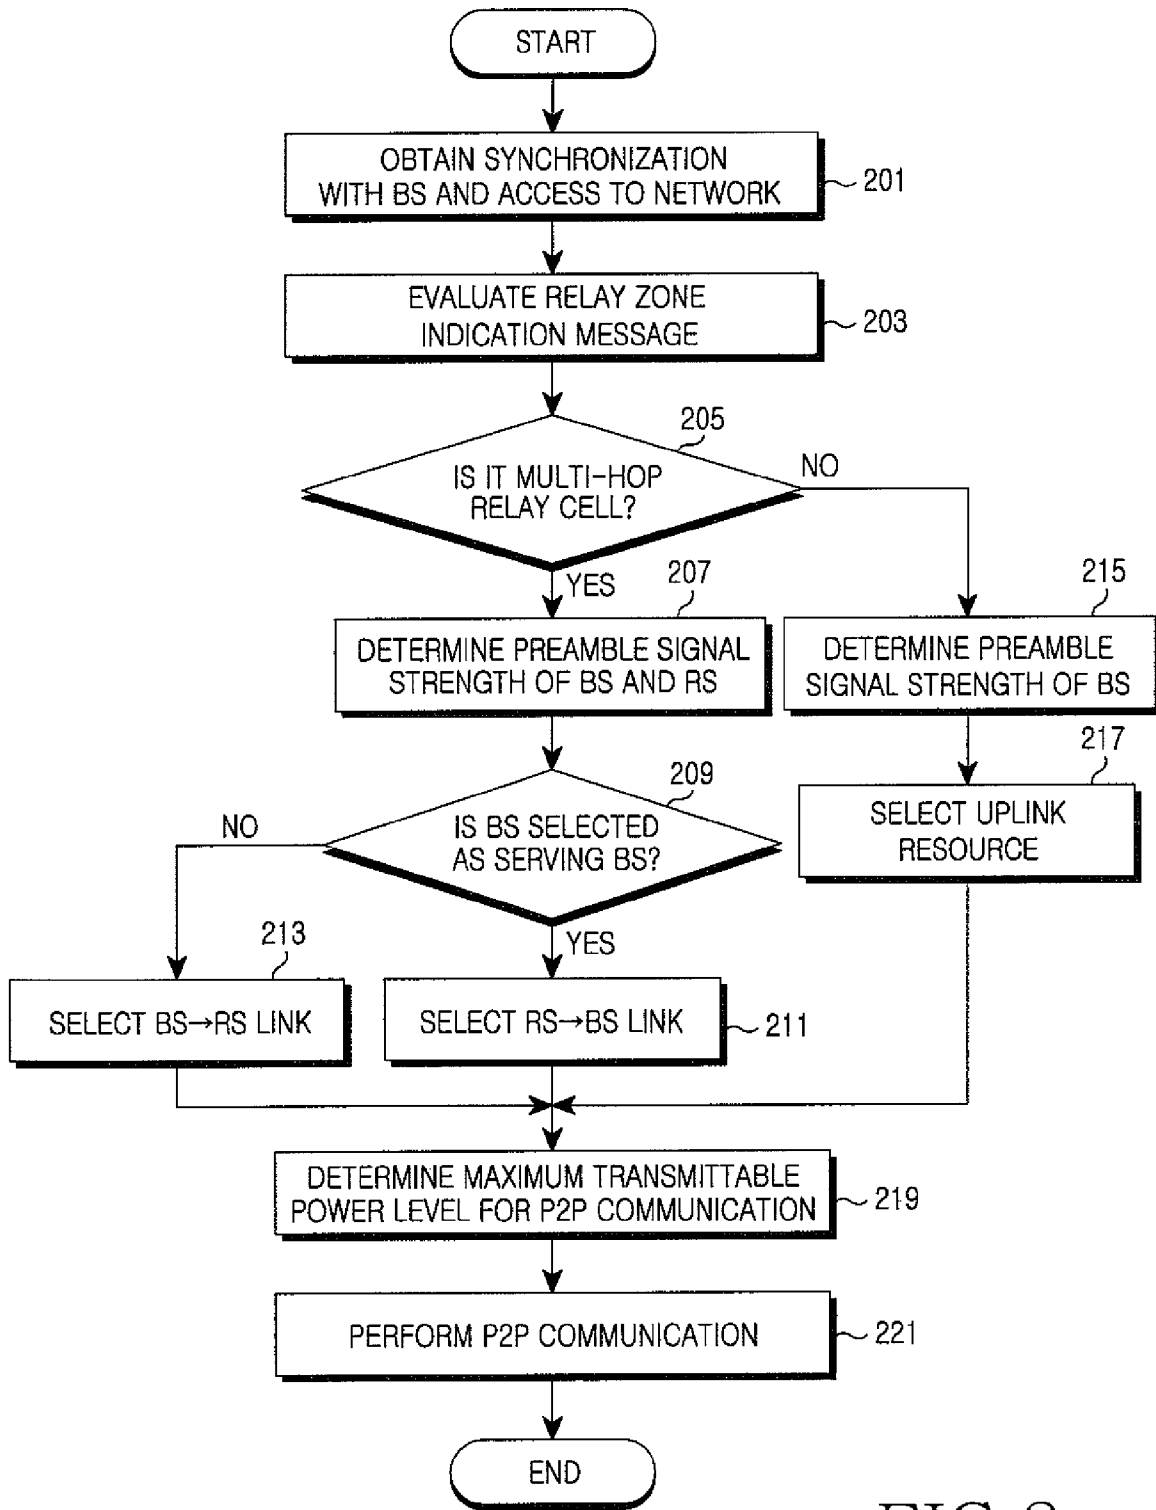 START
OBTAIN SYNCHRONIZATION
WITH BS AND ACCESS TO NETWORK
201
EVALUATE RELAY ZONE
INDICATION MESSAGE
203
205
IS IT MULTI-HOP
RELAY CELL?
NO
YES
207
DETERMINE PREAMBLE SIGNAL
STRENGTH OF BS AND RS
215
DETERMINE PREAMBLE
SIGNAL STRENGTH OF BS
209
IS BS SELECTED
AS SERVING BS?
NO
YES
217
SELECT UPLINK
RESOURCE
213
SELECT BS→RS LINK
SELECT RS→BS LINK
211
DETERMINE MAXIMUM TRANSMITTABLE
POWER LEVEL FOR P2P COMMUNICATION
219
PERFORM P2P COMMUNICATION
221
END